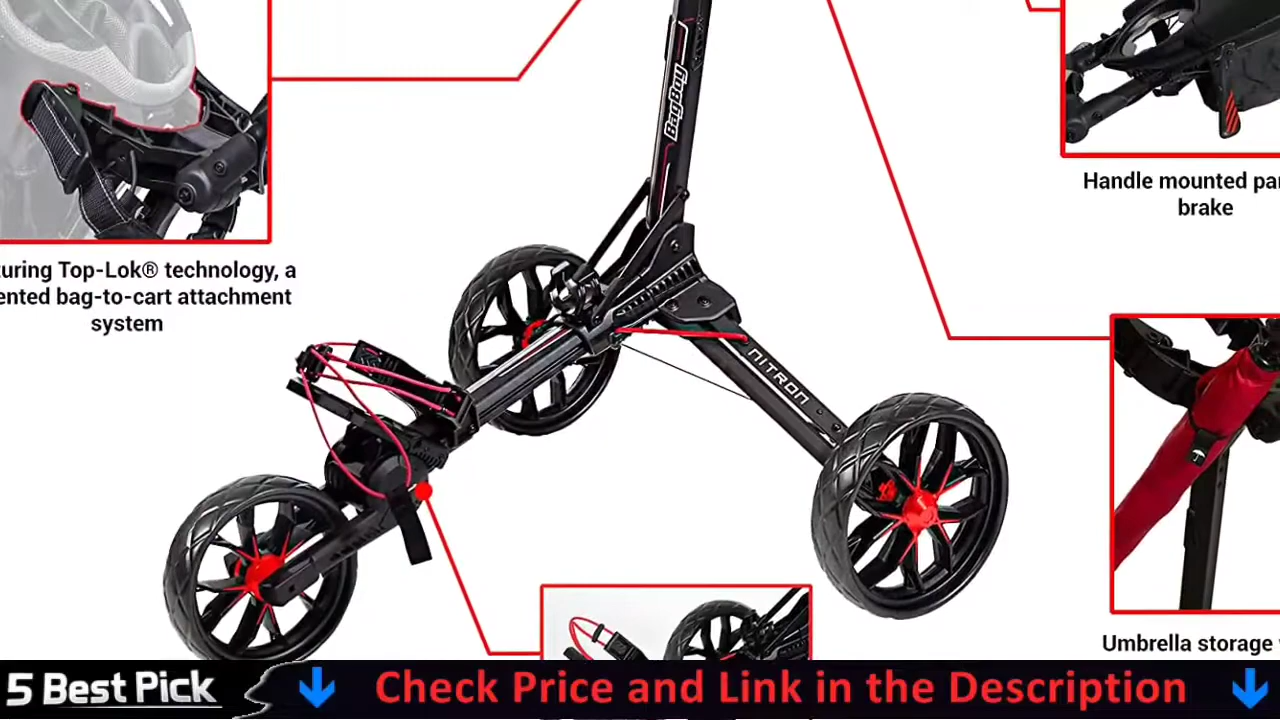 BagBoy
Handle mounted par
brake
turing Top-Lok® technology, a
ented bag-to-cart attachment
system
NITRON
Umbrella storage
5 Best Pick
Check Price and Link in the Description